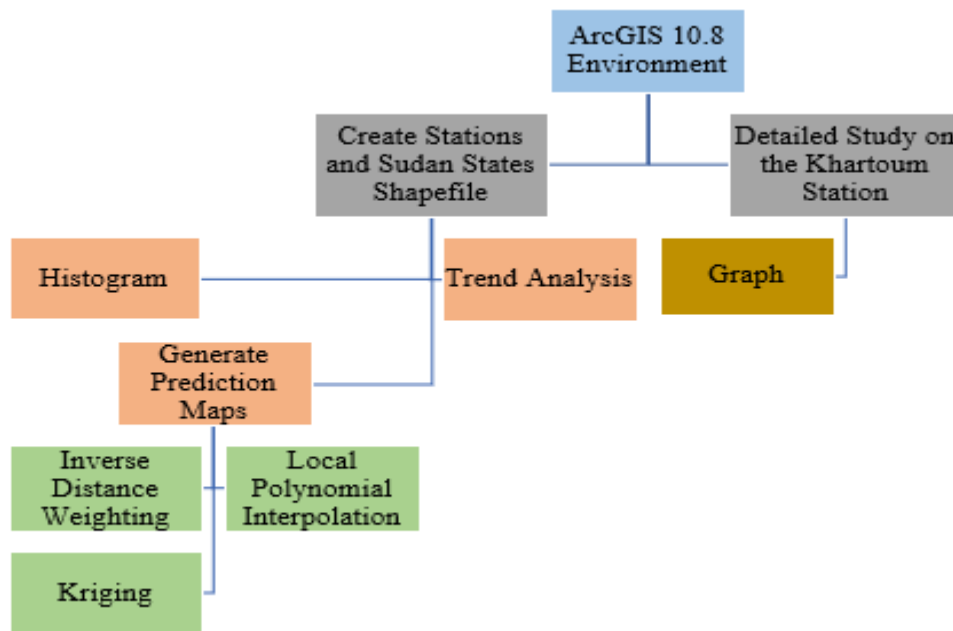 ArcGIS 10.8
Environment
Create Stations
and Sudan States
Shapefile
Detailed Study on
the Khartoum
Station
Histogram
Trend Analysis
Graph
Generate
Prediction
Maps
Inverse
Distance
Weighting
Local
Polynomial
Interpolation
Kriging